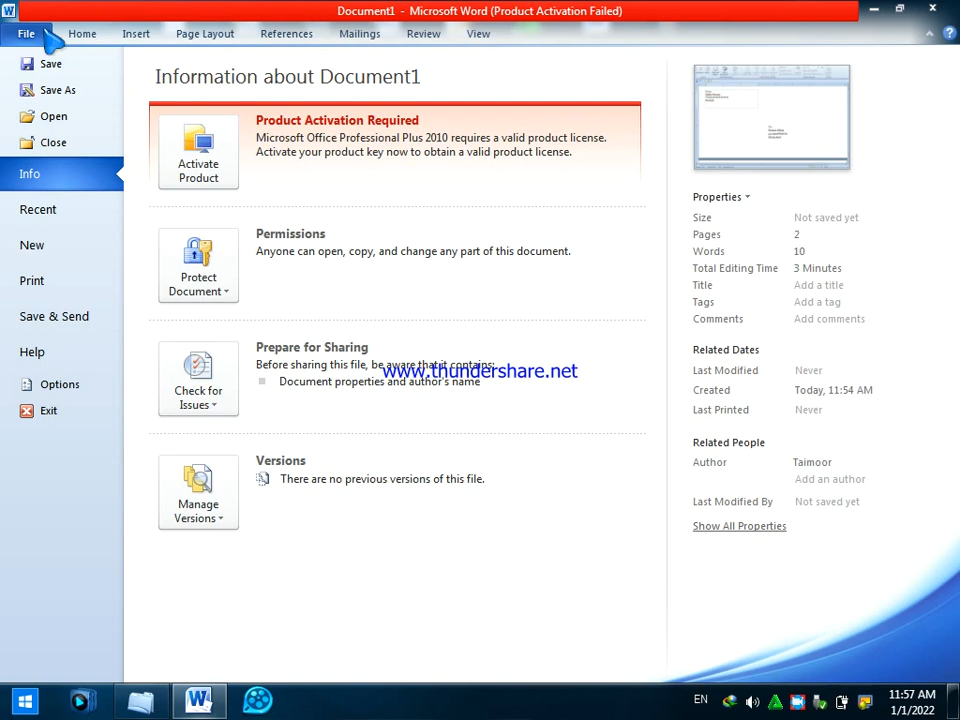 Document1 - Microsoft Word (Product Activation Failed)
File Home Insert Page Layout References Mailings Review View
Save
Save As
Open
Close
Info
Recent
New
Print
Save & Send
Help
Options
Exit
Information about Document1
Activate Product
Product Activation Required
Microsoft Office Professional Plus 2010 requires a valid product license.
Activate your product key now to obtain a valid product license.
Protect Document
Permissions
Anyone can open, copy, and change any part of this document.
Check for Issues
Prepare for Sharing
Before sharing this file, be aware that it contains:
Document properties and author's name
www.thundershare.net
Manage Versions
Versions
There are no previous versions of this file.
Properties
Size Not saved yet
Pages 2
Words 10
Total Editing Time 3 Minutes
Title Add a title
Tags Add a tag
Comments Add comments
Related Dates
Last Modified Never
Created Today, 11:54 AM
Last Printed Never
Related People
Author Taimoor
Add an author
Last Modified By Not saved yet
Show All Properties
EN
11:57 AM
1/1/2022